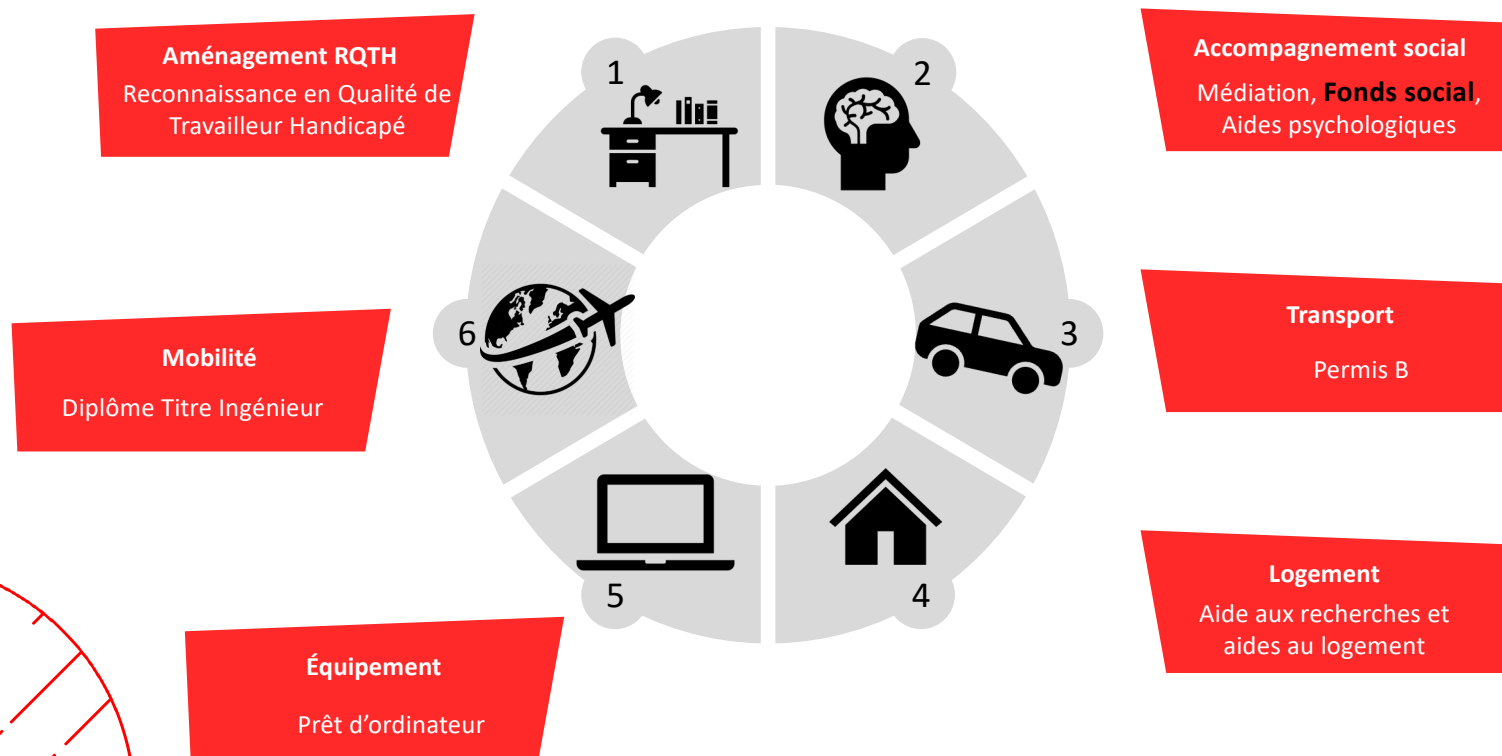 1
Aménagement RQTH
Reconnaissance en Qualité de
Travailleur Handicapé
2
Accompagnement social
Médiation, Fonds social,
Aides psychologiques
3
Transport
Permis B
4
Logement
Aide aux recherches et
aides au logement
5
Équipement
Prêt d’ordinateur
6
Mobilité
Diplôme Titre Ingénieur